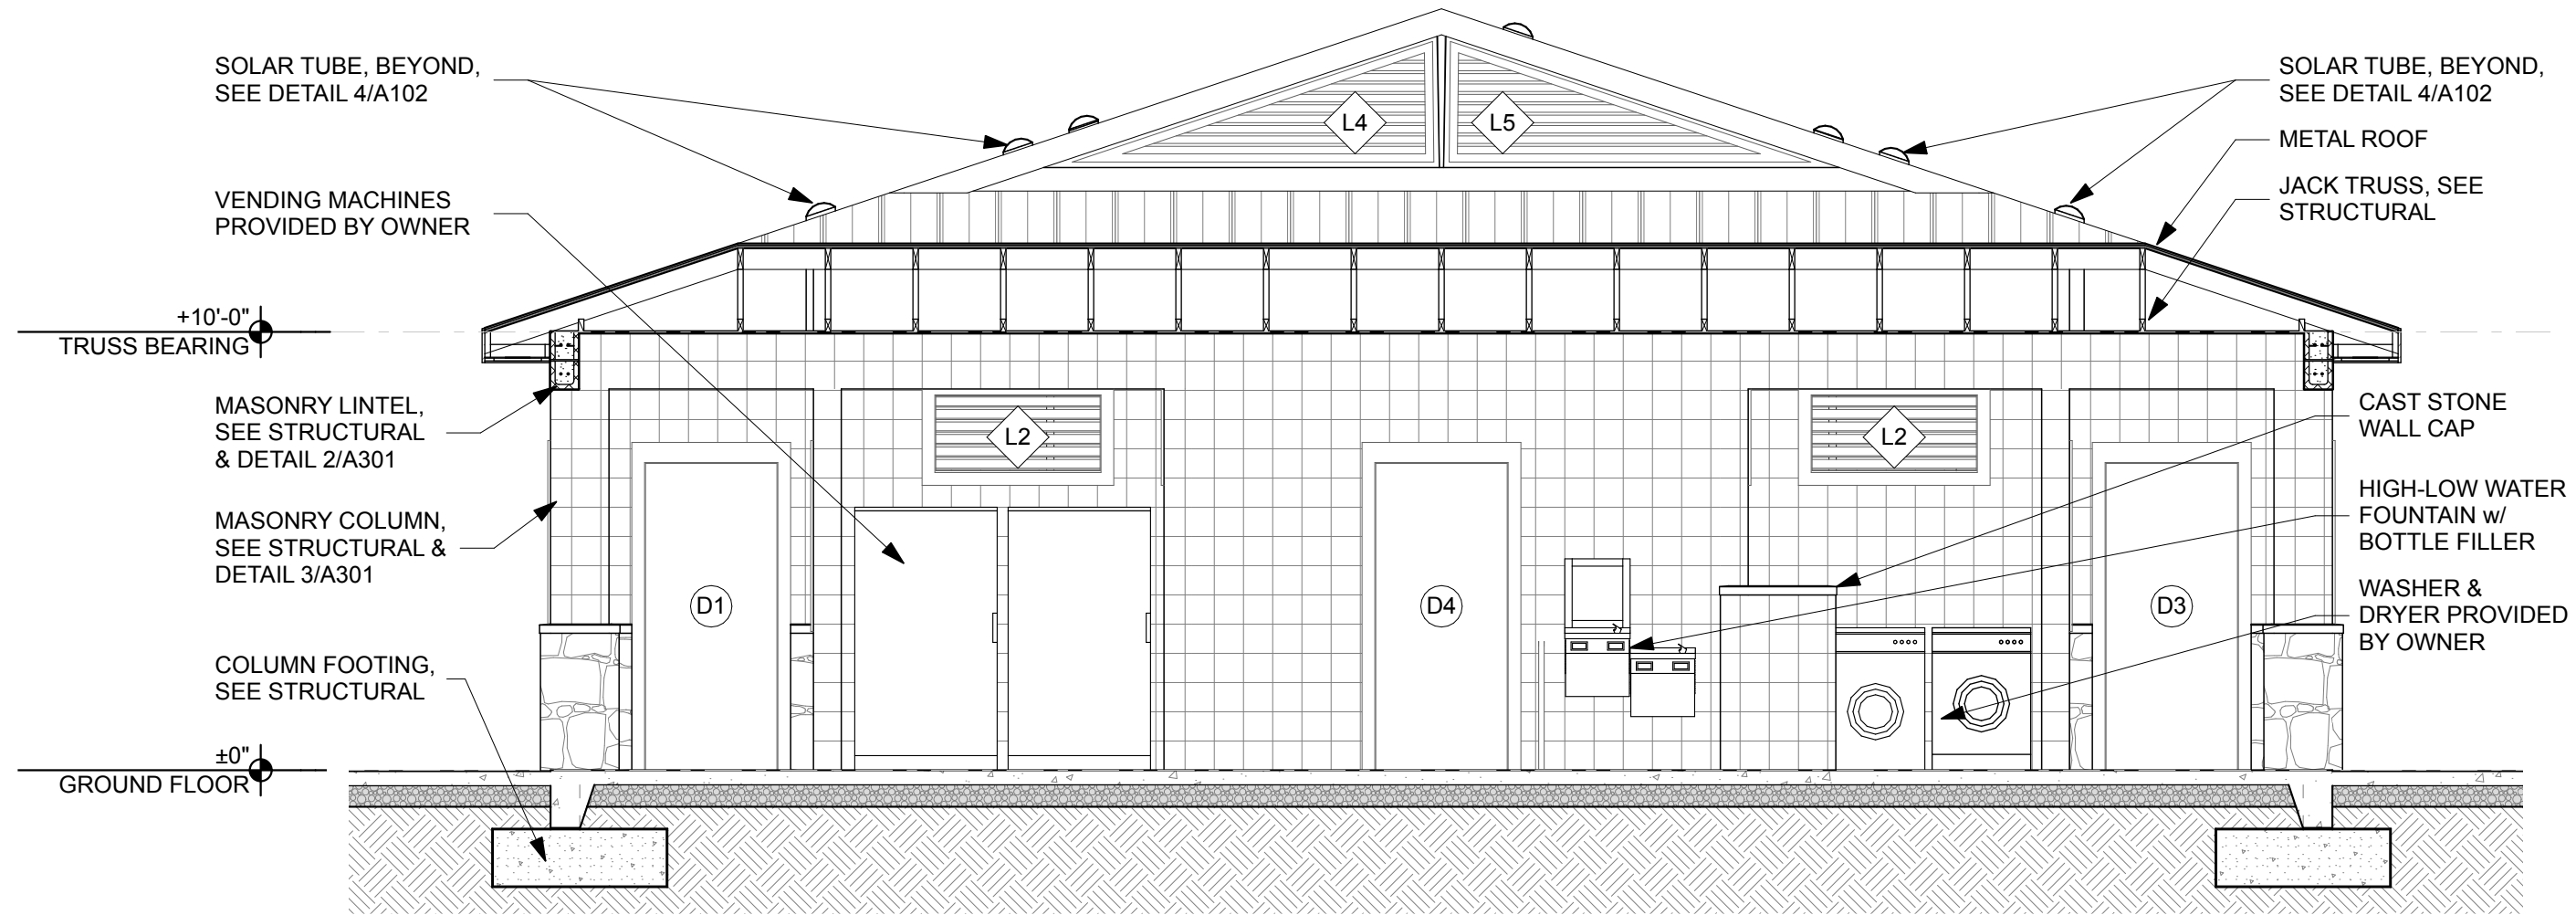 SOLAR TUBE, BEYOND,
SEE DETAIL 4/A102
VENDING MACHINES
PROVIDED BY OWNER
+10'-0"
TRUSS BEARING
MASONRY LINTEL,
SEE STRUCTURAL
& DETAIL 2/A301
MASONRY COLUMN,
SEE STRUCTURAL &
DETAIL 3/A301
COLUMN FOOTING,
SEE STRUCTURAL
±0"
GROUND FLOOR
L4
L5
L2
L2
D1
D4
D3
SOLAR TUBE, BEYOND,
SEE DETAIL 4/A102
METAL ROOF
JACK TRUSS, SEE
STRUCTURAL
CAST STONE
WALL CAP
HIGH-LOW WATER
FOUNTAIN w/
BOTTLE FILLER
WASHER &
DRYER PROVIDED
BY OWNER